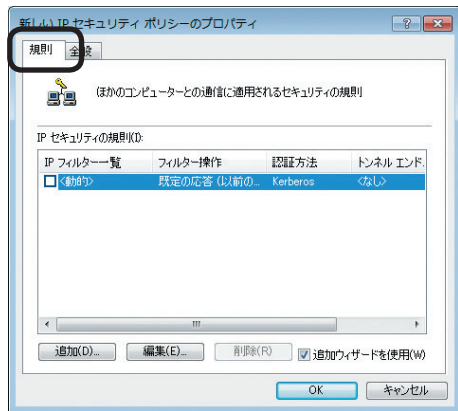 新しい IP セキュリティ ポリシーのプロパティ
規則 全般
ほかのコンピューターとの通信に適用されるセキュリティの規則
IP セキュリティの規則(I):
IP フィルター一覧 フィルター操作 認証方法 トンネル エンド.
<動的> 既定の応答 (以前の... Kerberos <なし>
追加(D)... 編集(E)... 削除(R) 追加ウィザードを使用(W)
OK キャンセル